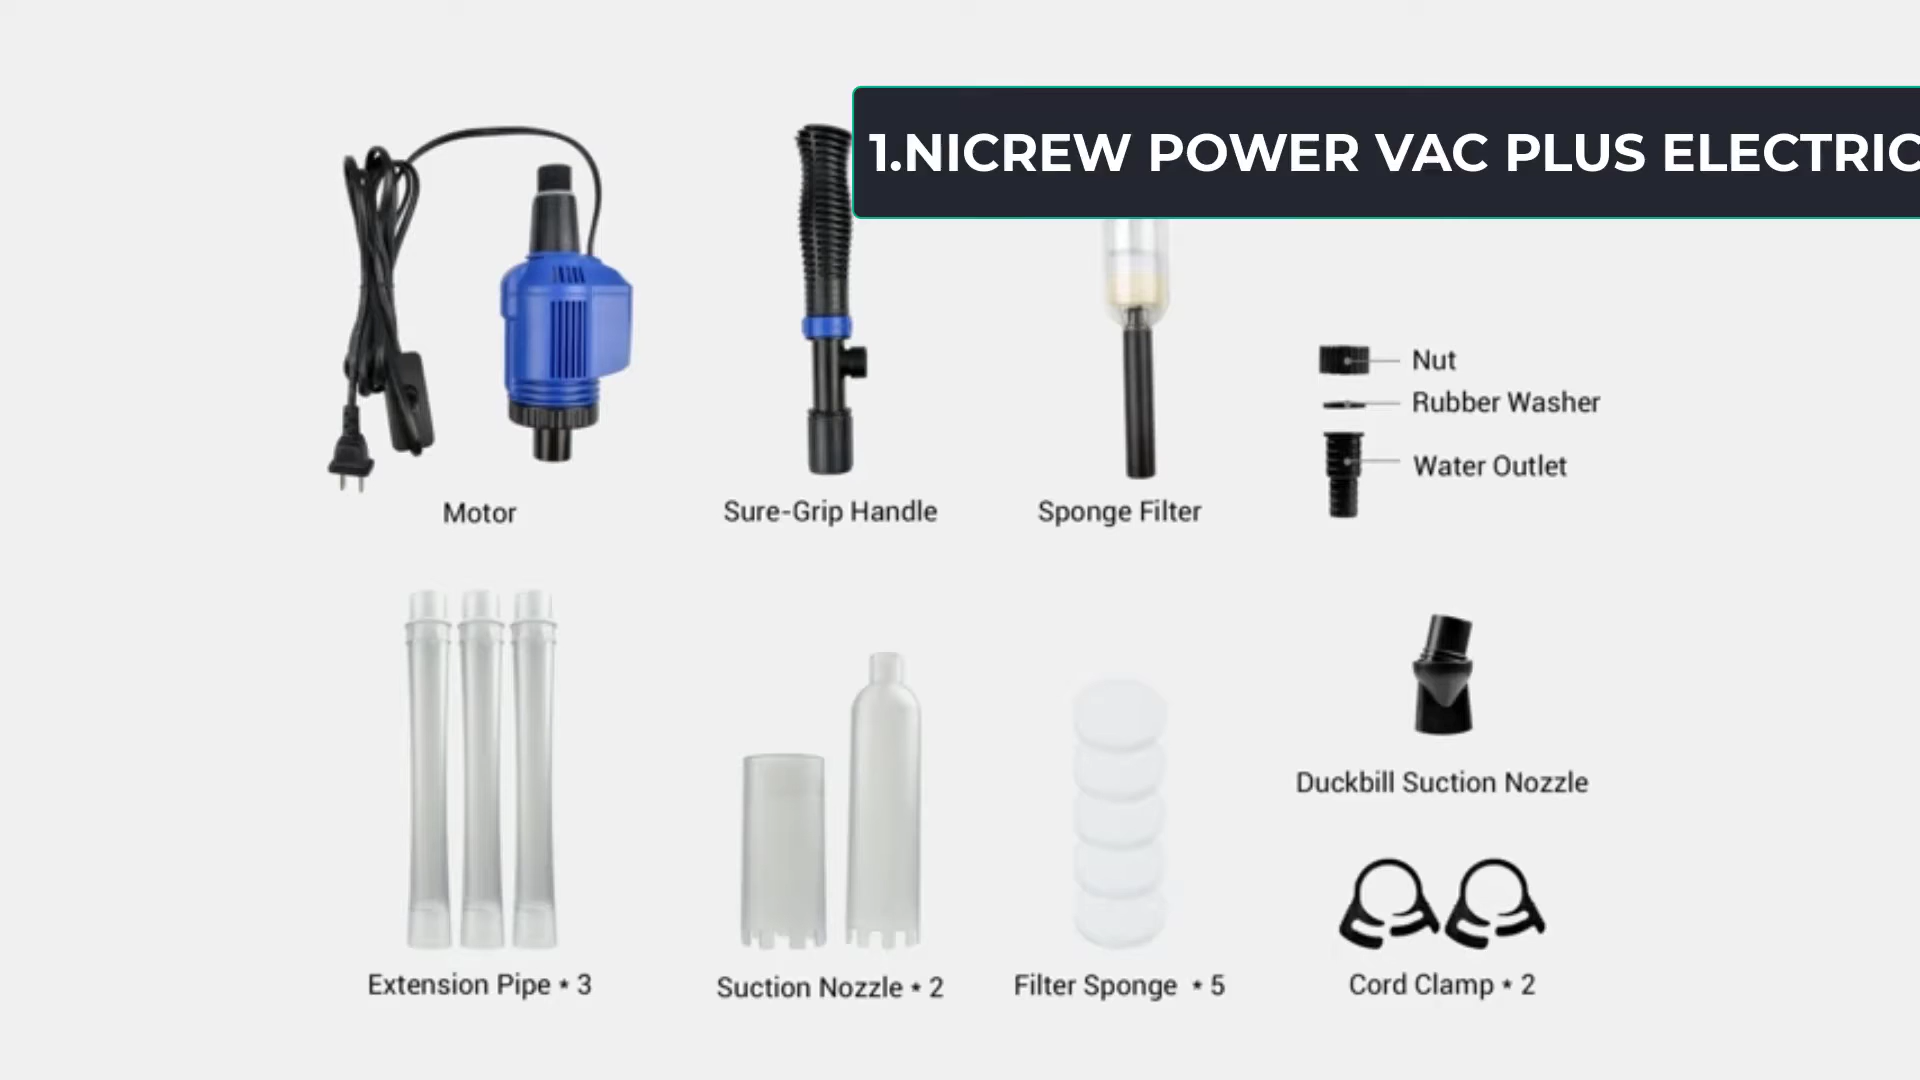 1.NICREW POWER VAC PLUS ELECTRIC
Nut
Rubber Washer
Water Outlet
Motor
Sure-Grip Handle
Sponge Filter
Duckbill Suction Nozzle
Extension Pipe * 3
Suction Nozzle * 2
Filter Sponge * 5
Cord Clamp * 2